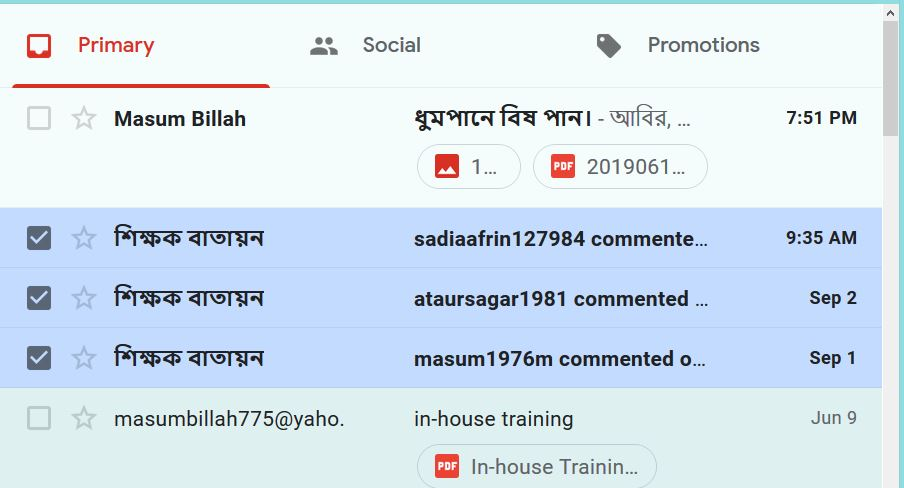 Primary Social Promotions
Masum Billah ধুমপানে বিষ পান। - আবির, ... 7:51 PM
1... PDF 2019061...
শিক্ষক বাতায়ন sadiaafrin127984 commente... 9:35 AM
শিক্ষক বাতায়ন ataursagar1981 commented ... Sep 2
শিক্ষক বাতায়ন masum1976m commented o... Sep 1
masumbillah775@yaho. in-house training Jun 9
PDF In-house Trainin...